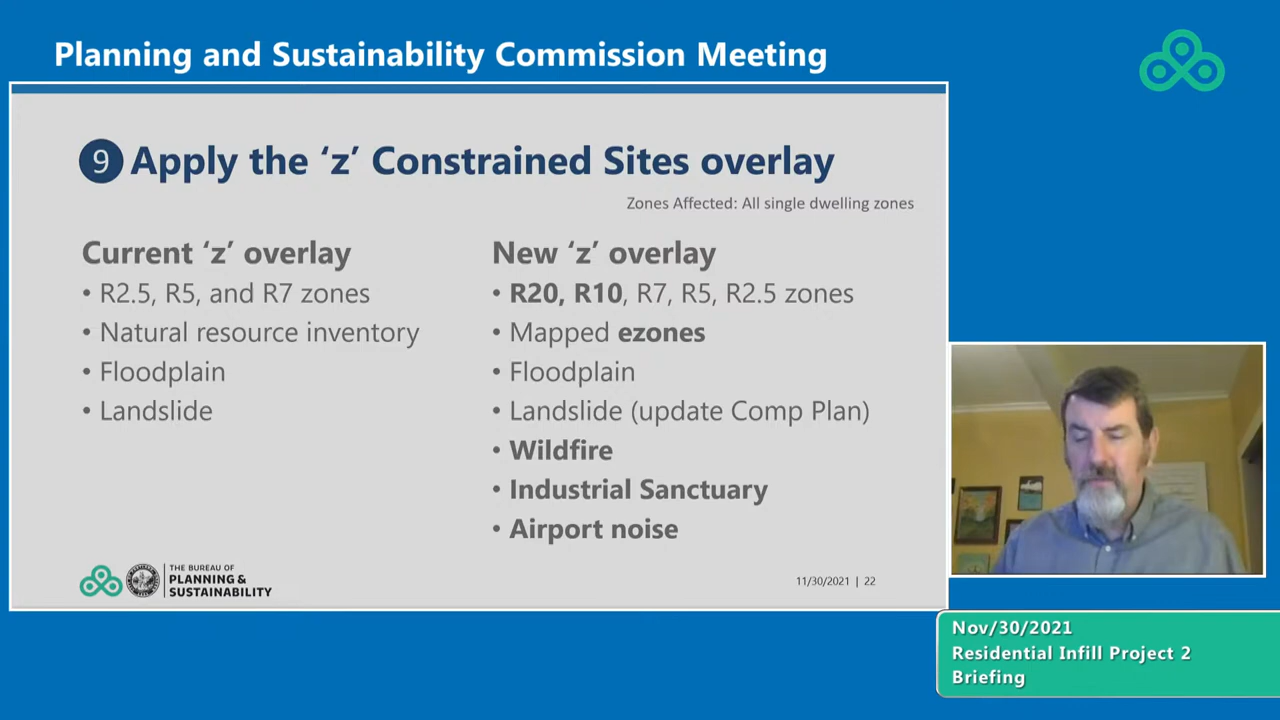 Planning and Sustainability Commission Meeting
9 Apply the ‘z’ Constrained Sites overlay
Zones Affected: All single dwelling zones
Current ‘z’ overlay
• R2.5, R5, and R7 zones
• Natural resource inventory
• Floodplain
• Landslide
New ‘z’ overlay
• R20, R10, R7, R5, R2.5 zones
• Mapped ezones
• Floodplain
• Landslide (update Comp Plan)
• Wildfire
• Industrial Sanctuary
• Airport noise
THE BUREAU OF
PLANNING &
SUSTAINABILITY
11/30/2021 | 22
Nov/30/2021
Residential Infill Project 2
Briefing